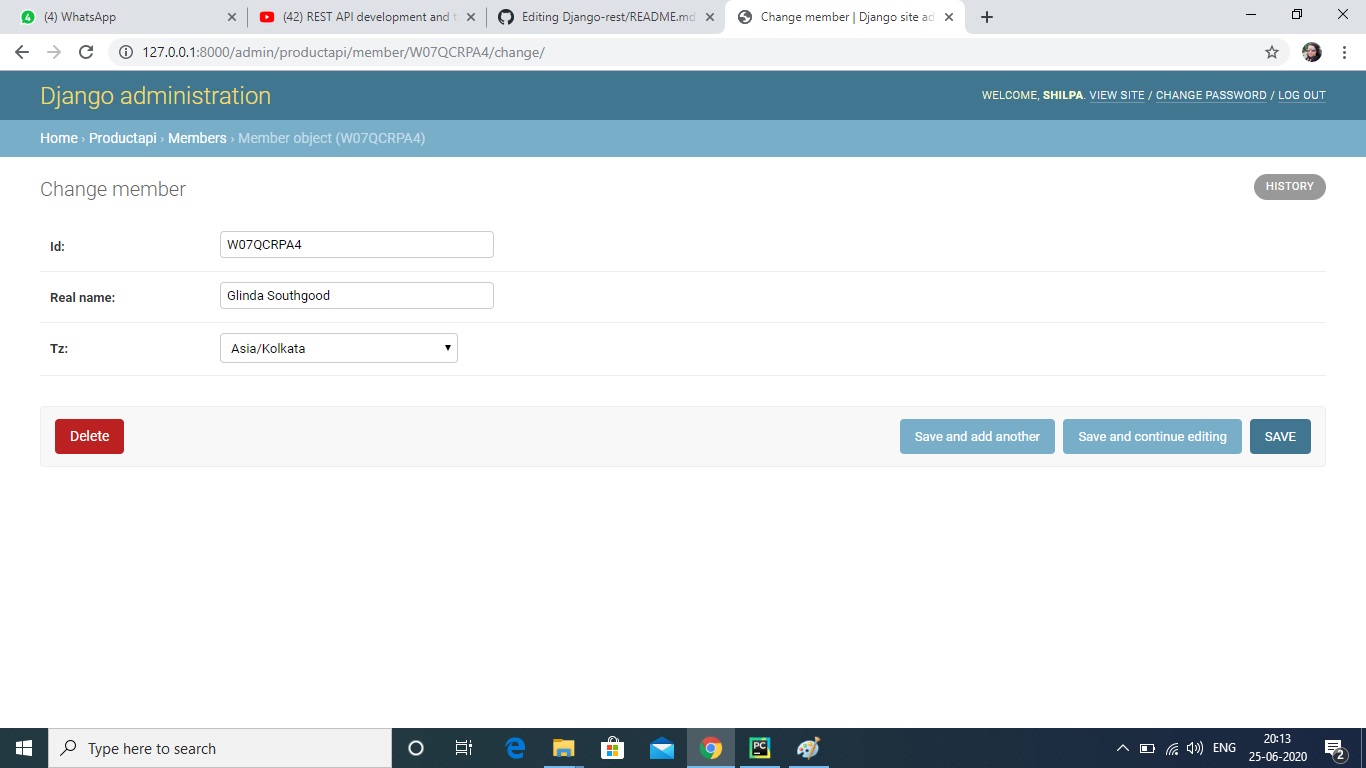 (4) WhatsApp
(42) REST API development and t
Editing Django-rest/README.md
Change member | Django site ad
127.0.0.1:8000/admin/productapi/member/W07QCRPA4/change/
Django administration
WELCOME, SHILPA. VIEW SITE / CHANGE PASSWORD / LOG OUT
Home › Productapi › Members › Member object (W07QCRPA4)
Change member
HISTORY
Id:
W07QCRPA4
Real name:
Glinda Southgood
Tz:
Asia/Kolkata
Delete
Save and add another
Save and continue editing
SAVE
Type here to search
PC
ENG
20:13
25-06-2020
2